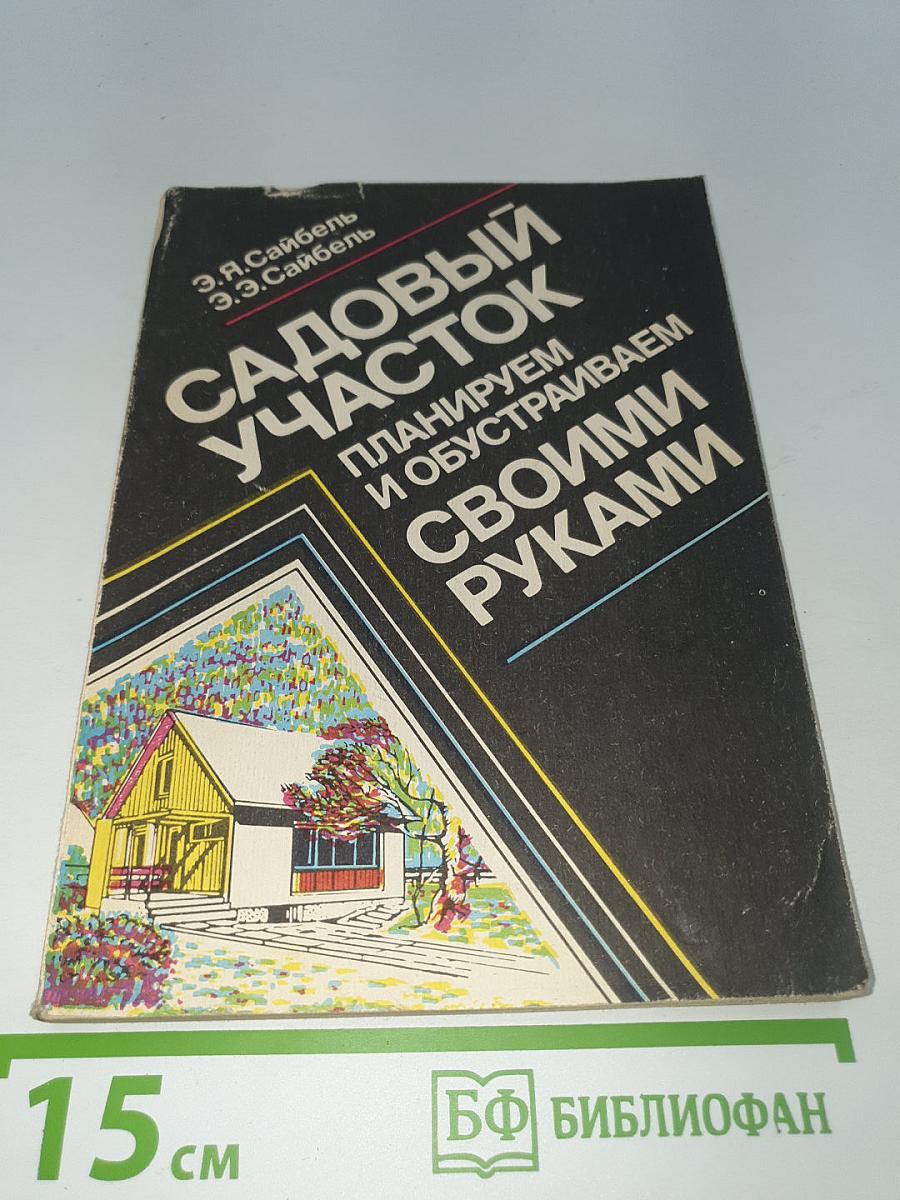 Э.Я.Сайбель
Э.Э.Сайбель
САДОВЫЙ
УЧАСТОК
ПЛАНИРУЕМ
И ОБУСТРАИВАЕМ
СВОИМИ
РУКАМИ
15 см
БФ БИБЛИОФАН